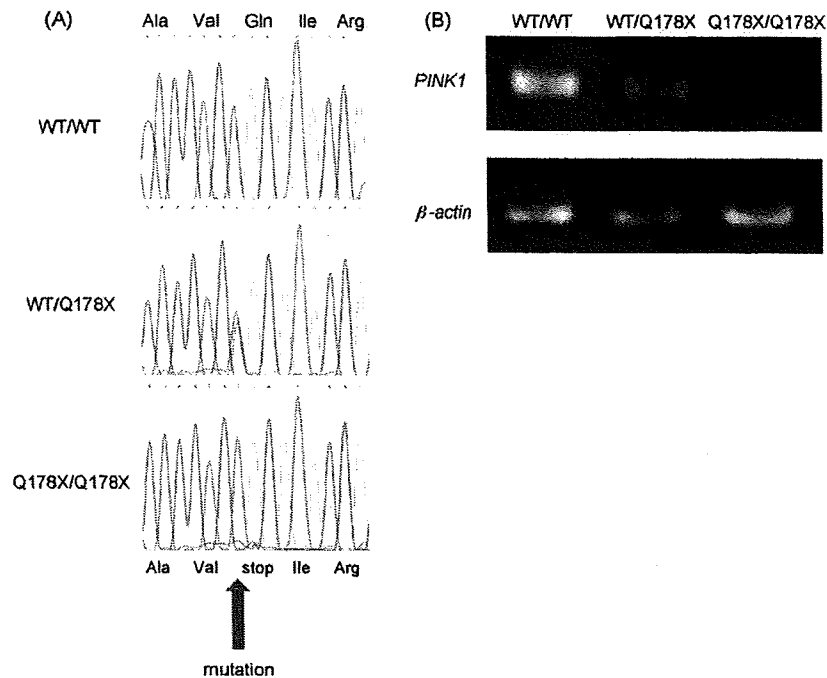 (A)
Ala Val Gln Ile Arg
WT/WT
WT/Q178X
Q178X/Q178X
Ala Val stop Ile Arg
mutation
(B)
WT/WT WT/Q178X Q178X/Q178X
PINK1
β-actin